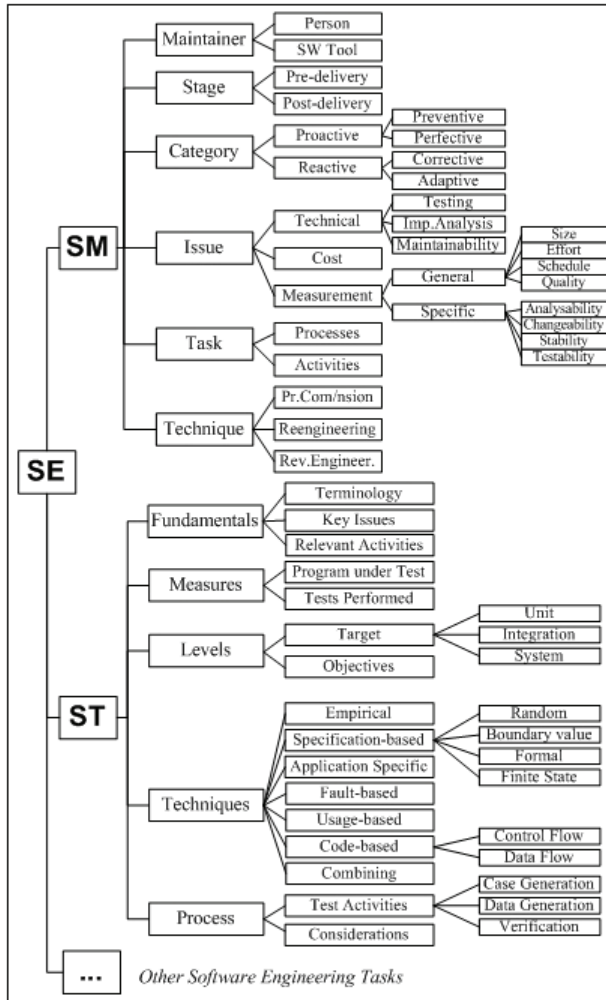 Person
Maintainer
SW Tool
Pre-delivery
Stage
Post-delivery
Preventive
Proactive
Perfective
Category
Corrective
Reactive
Adaptive
Testing
Technical
Imp.Analysis
Maintainability
SM
Issue
Cost
Size
General
Effort
Schedule
Measurement
Quality
Specific
Analysability
Changeability
Stability
Testability
Processes
Task
Activities
Pr.Com/nsion
Technique
Reengineering
Rev.Engineer.
SE
Terminology
Fundamentals
Key Issues
Relevant Activities
Program under Test
Measures
Tests Performed
Unit
Target
Integration
Levels
System
Objectives
ST
Empirical
Random
Specification-based
Boundary value
Application Specific
Formal
Finite State
Techniques
Fault-based
Usage-based
Code-based
Control Flow
Data Flow
Combining
Case Generation
Test Activities
Data Generation
Process
Verification
Considerations
...
Other Software Engineering Tasks